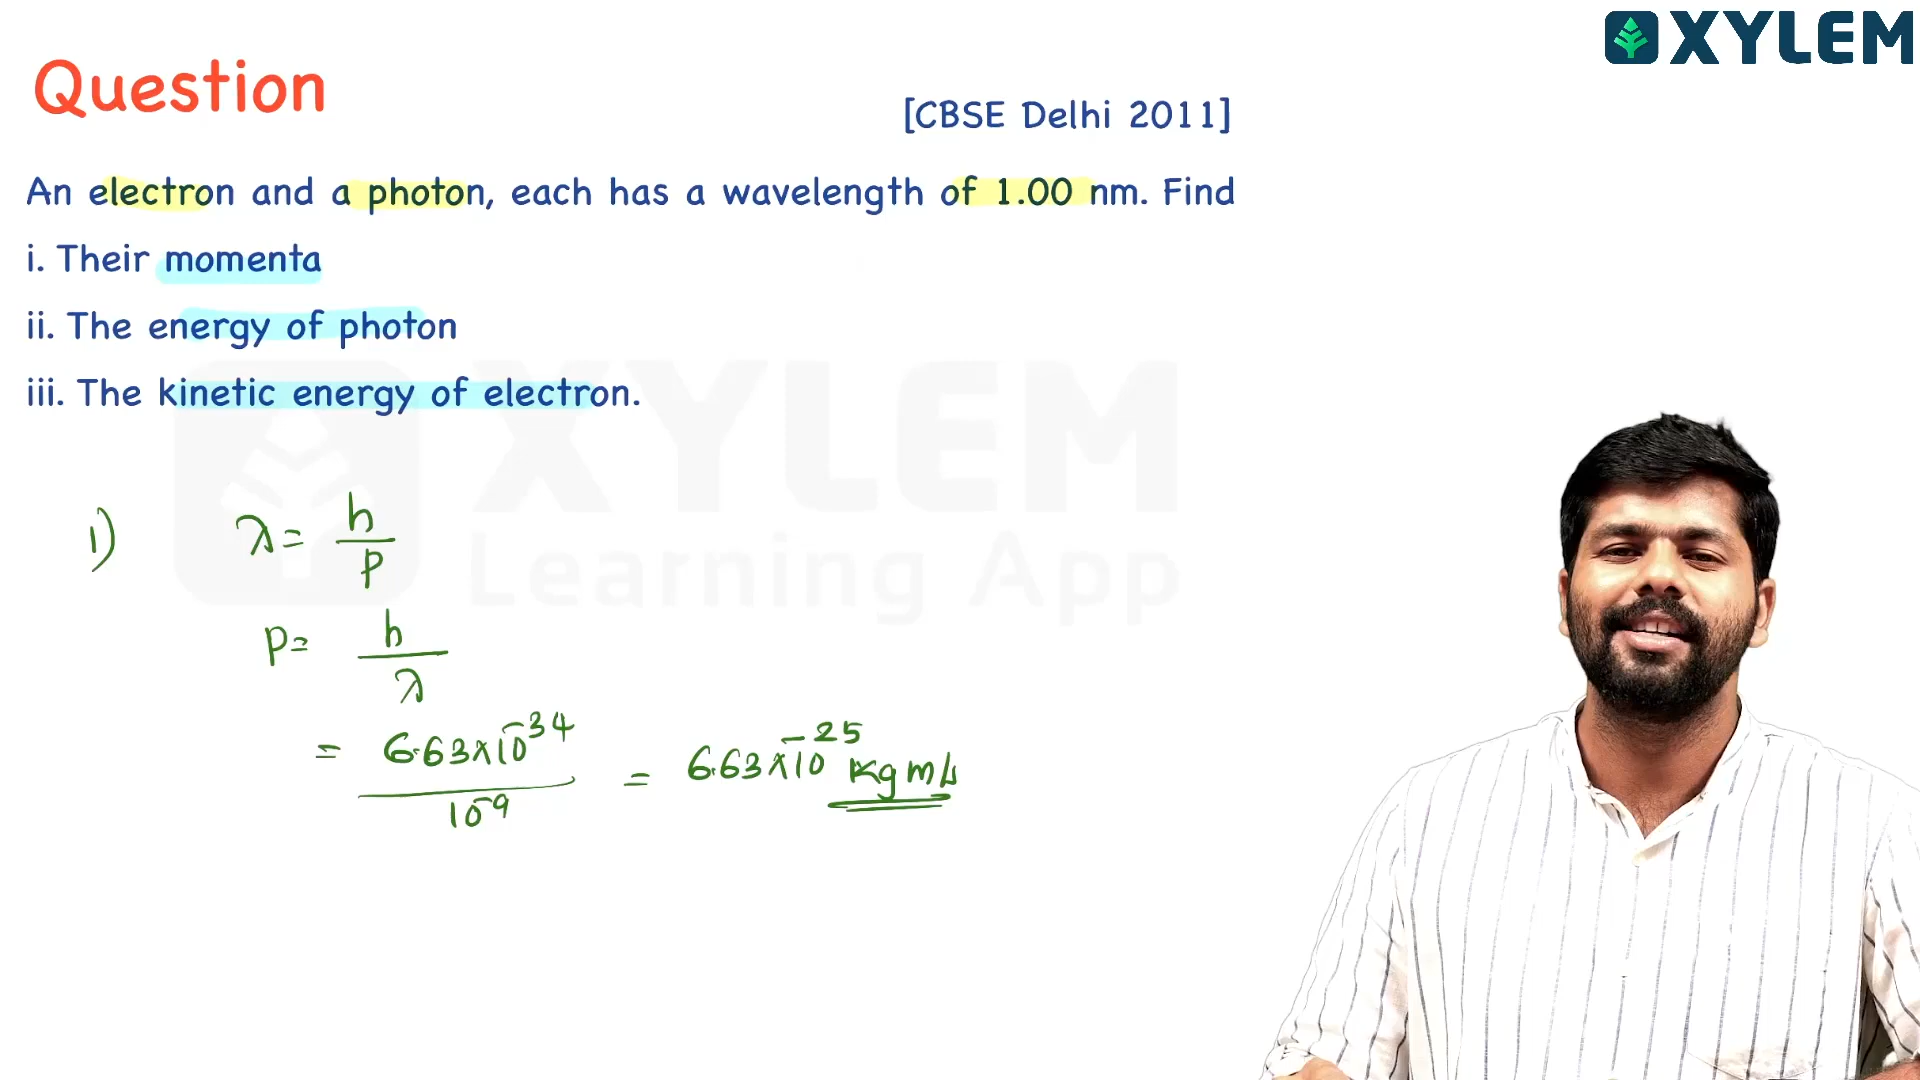 XYLEM
Question
[CBSE Delhi 2011]
An electron and a photon, each has a wavelength of 1.00 nm. Find
i. Their momenta
ii. The energy of photon
iii. The kinetic energy of electron.
XYLEM
Learning App
1) λ = h/p
p = h/λ
= 6.63×10⁻³⁴/10⁻⁹ = 6.63×10⁻²⁵ kg m/s